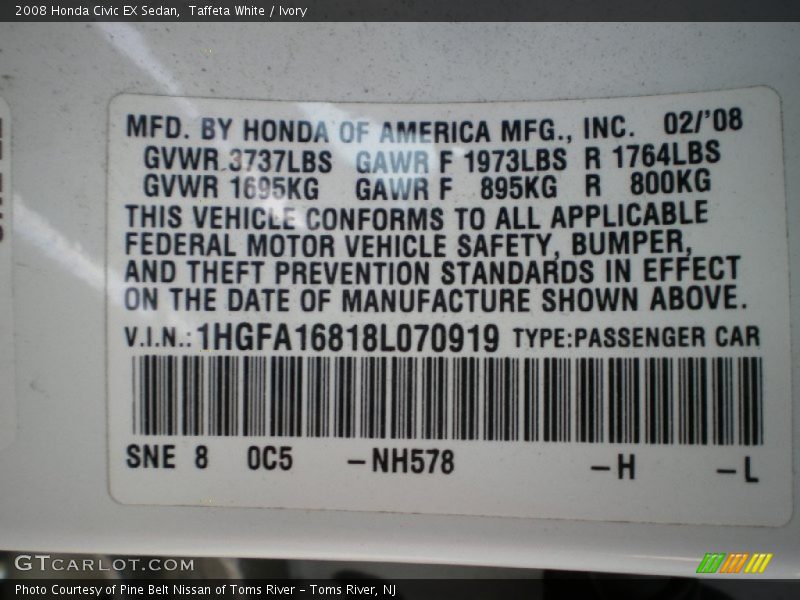 2008 Honda Civic EX Sedan,  Taffeta White / Ivory
MFD. BY HONDA OF AMERICA MFG., INC. 02/'08
GVWR 3737LBS GAWR F 1973LBS R 1764LBS
GVWR 1695KG GAWR F 895KG R 800KG
THIS VEHICLE CONFORMS TO ALL APPLICABLE
FEDERAL MOTOR VEHICLE SAFETY, BUMPER,
AND THEFT PREVENTION STANDARDS IN EFFECT
ON THE DATE OF MANUFACTURE SHOWN ABOVE.
V.I.N.: 1HGFA16818L070919 TYPE:PASSENGER CAR
SNE 8 0C5 –NH578 –H –L
GTCARLOT.COM
Photo Courtesy of Pine Belt Nissan of Toms River – Toms River, NJ